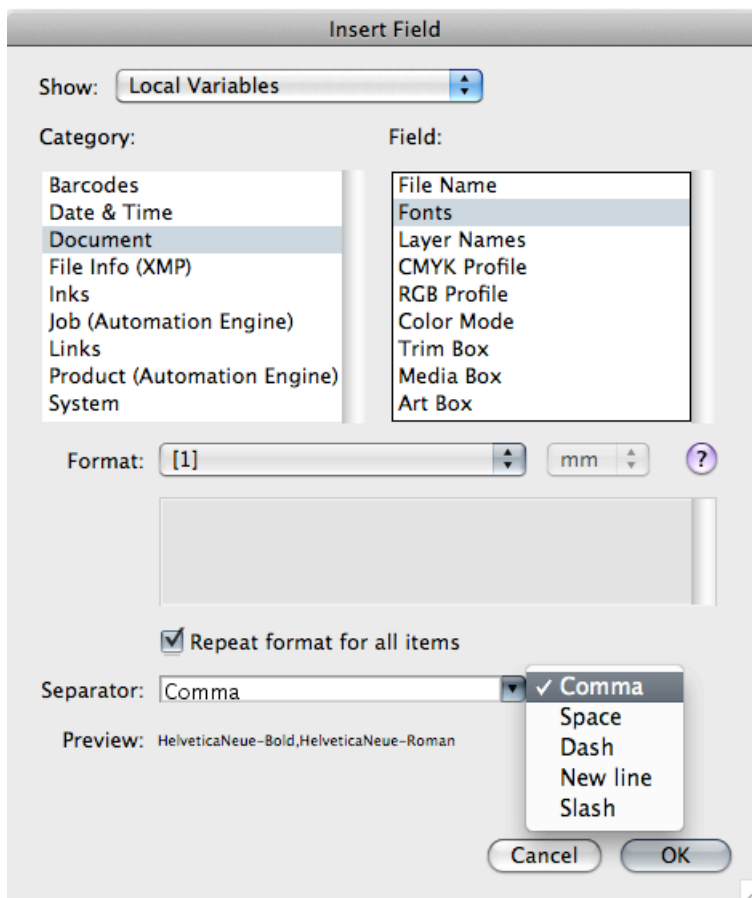 Insert Field
Show: Local Variables
Category:
Field:
Barcodes
Date & Time
Document
File Info (XMP)
Inks
Job (Automation Engine)
Links
Product (Automation Engine)
System
File Name
Fonts
Layer Names
CMYK Profile
RGB Profile
Color Mode
Trim Box
Media Box
Art Box
Format: [1] mm ?
Repeat format for all items
Separator: Comma
✓ Comma
Space
Dash
New line
Slash
Preview: HelveticaNeue-Bold,HelveticaNeue-Roman
Cancel OK